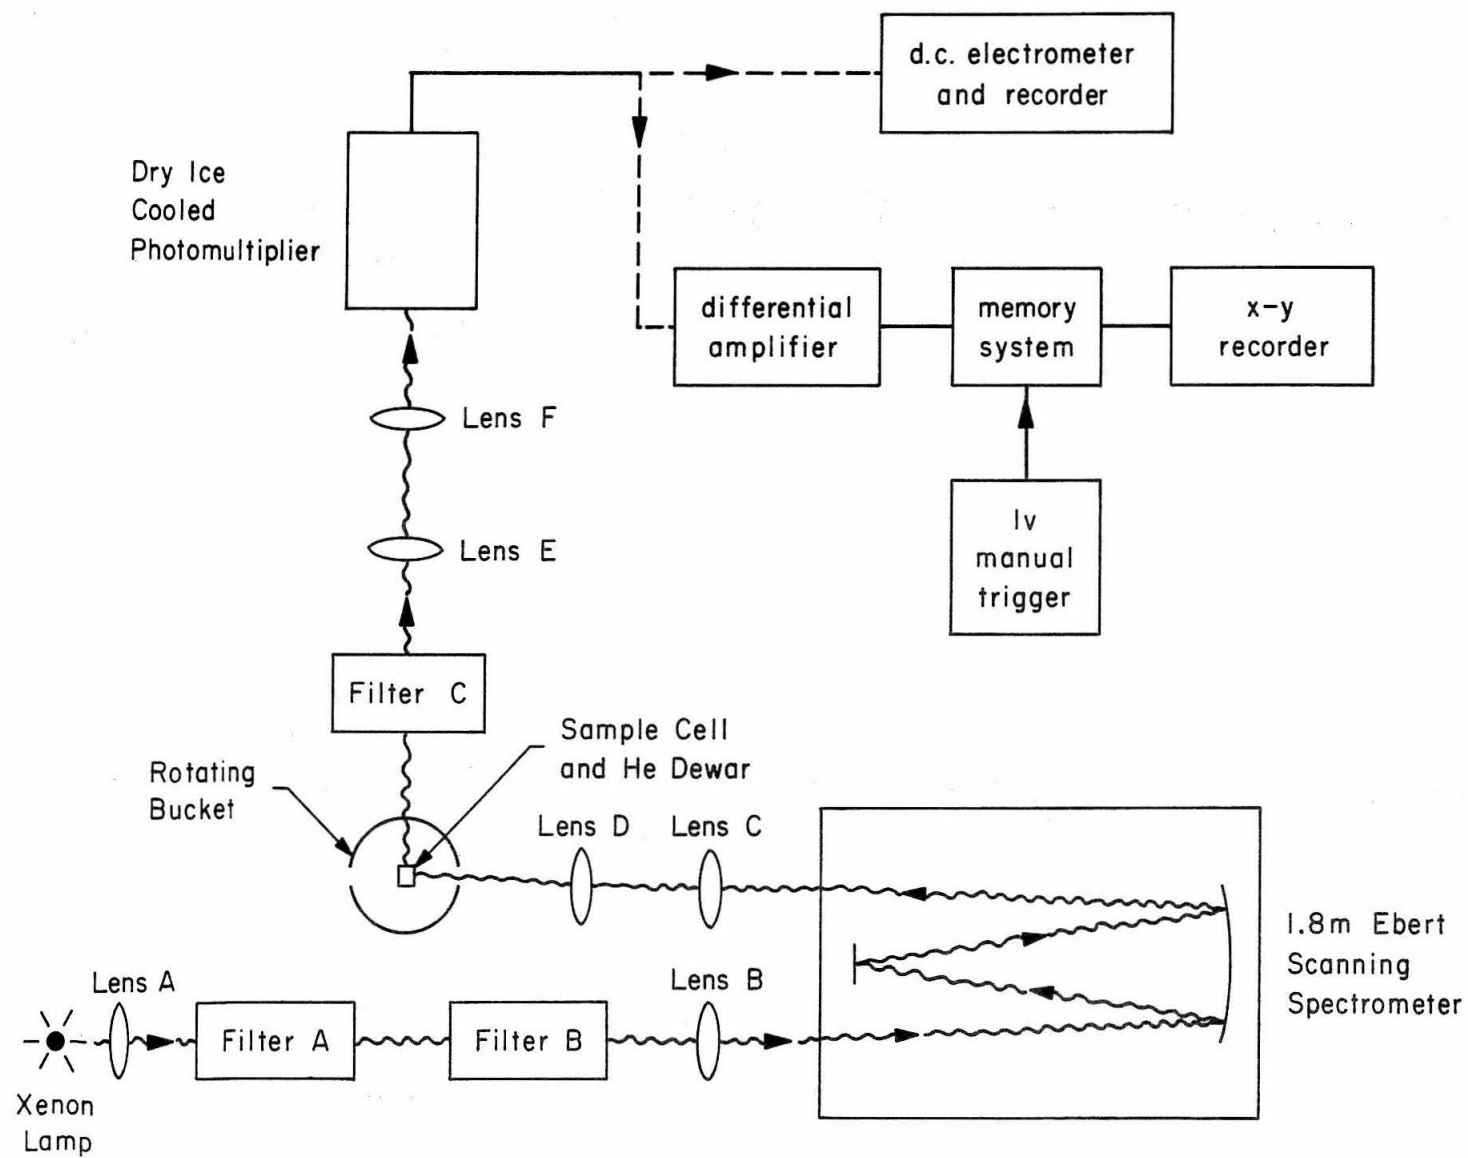 d.c. electrometer
and recorder
Dry Ice
Cooled
Photomultiplier
differential
amplifier
memory
system
x-y
recorder
Lens F
1v
manual
trigger
Lens E
Filter C
Sample Cell
and He Dewar
Rotating
Bucket
Lens D
Lens C
1.8m Ebert
Scanning
Spectrometer
Lens A
Lens B
Filter A
Filter B
Xenon
Lamp